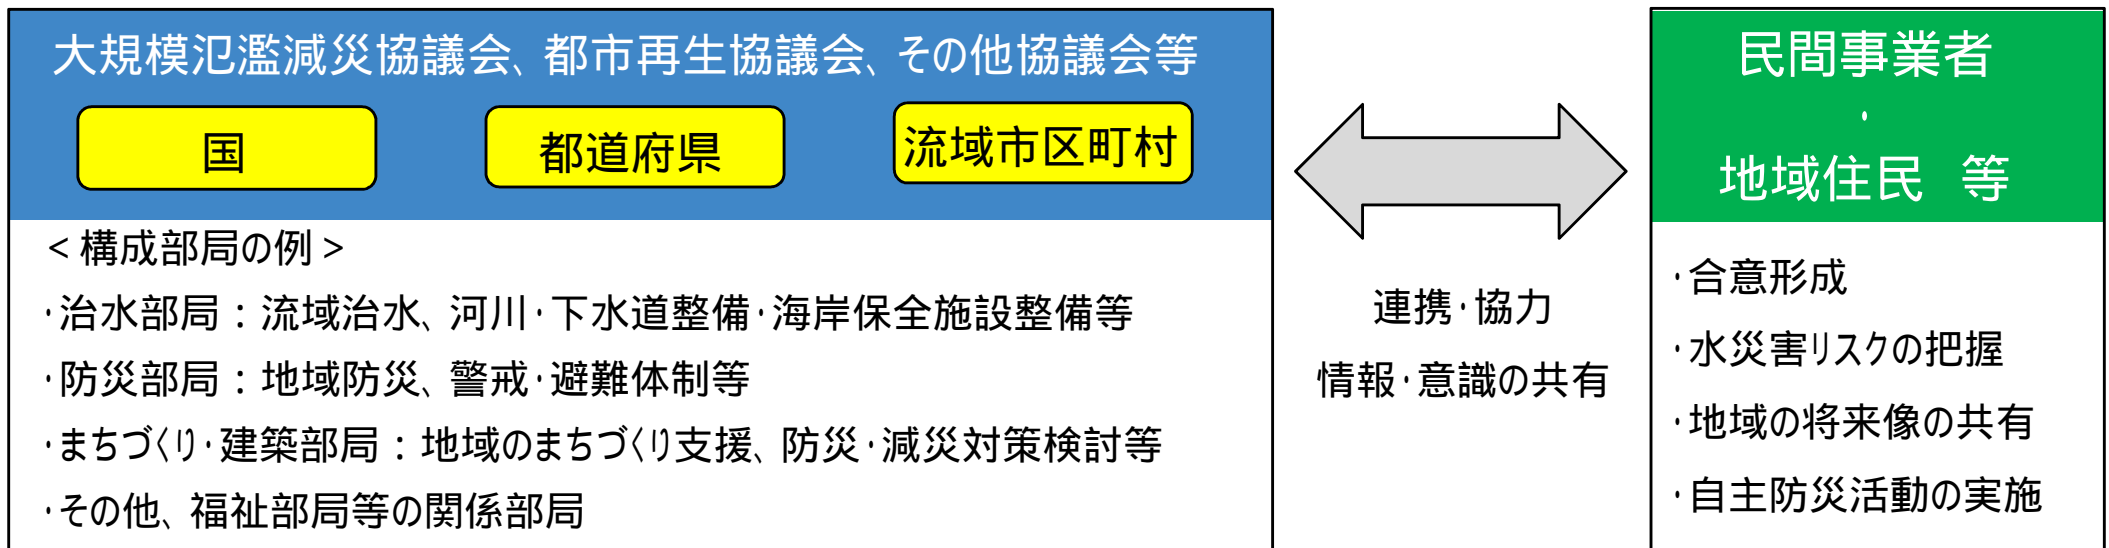 大規模氾濫減災協議会、都市再生協議会、その他協議会等
国
都道府県
流域市区町村
<構成部局の例>
・治水部局：流域治水、河川・下水道整備・海岸保全施設整備等
・防災部局：地域防災、警戒・避難体制等
・まちづくり・建築部局：地域のまちづくり支援、防災・減災対策検討等
・その他、福祉部局等の関係部局
連携・協力
情報・意識の共有
民間事業者
・
地域住民　等
・合意形成
・水災害リスクの把握
・地域の将来像の共有
・自主防災活動の実施